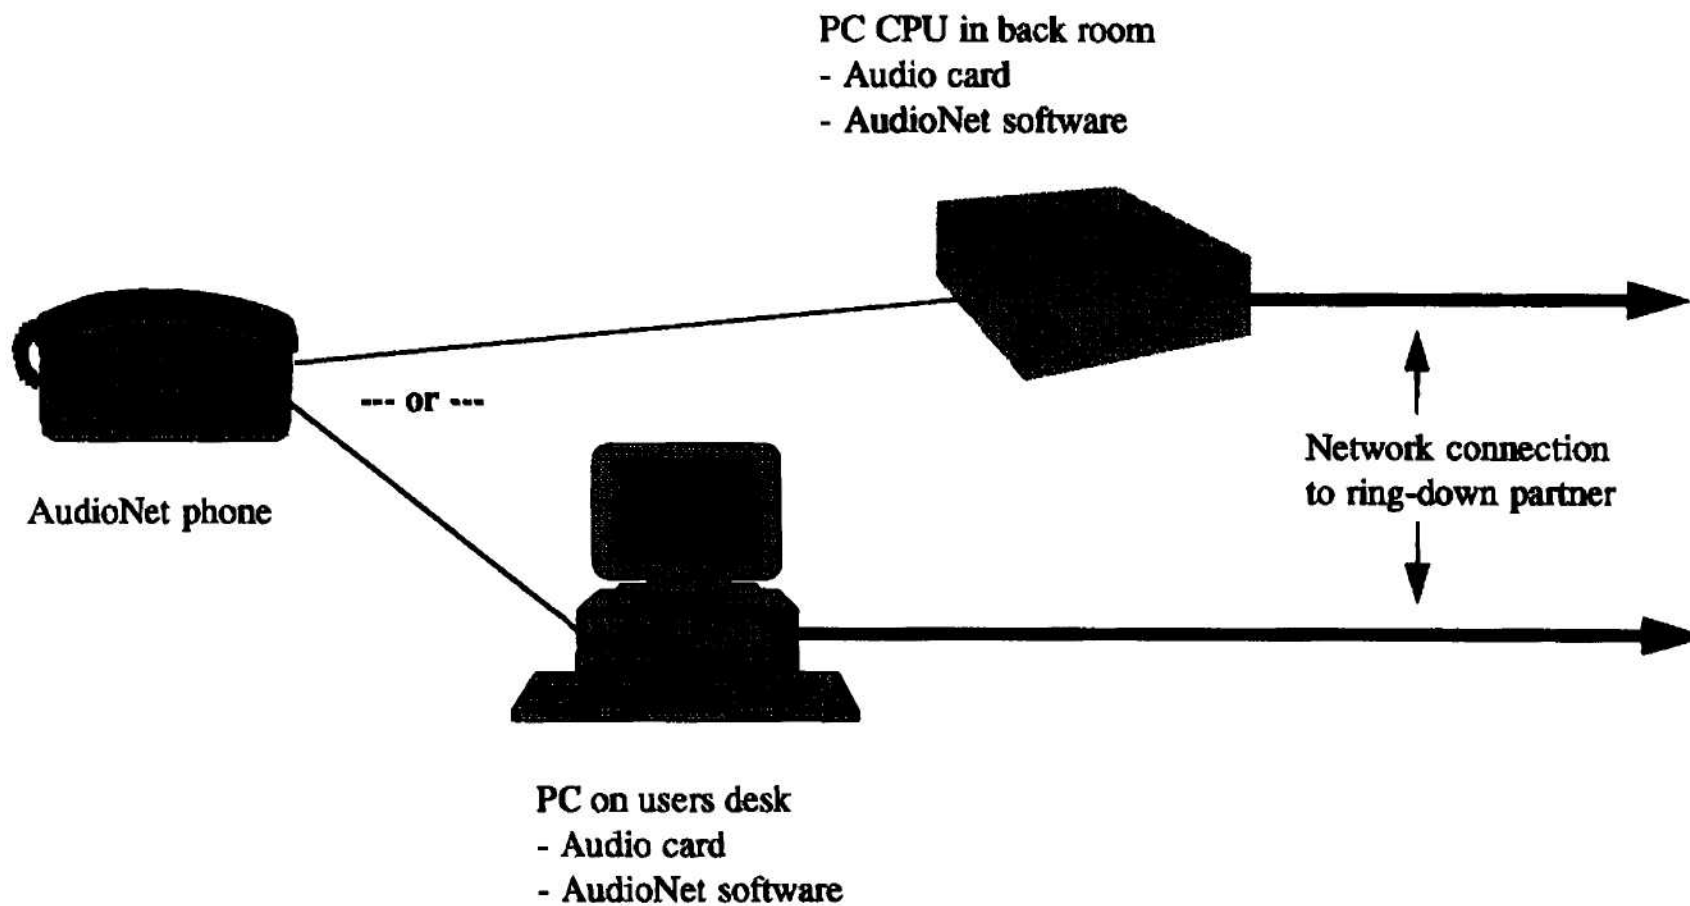 PC CPU in back room
- Audio card
- AudioNet software
--- or ---
Network connection
to ring-down partner
AudioNet phone
PC on users desk
- Audio card
- AudioNet software